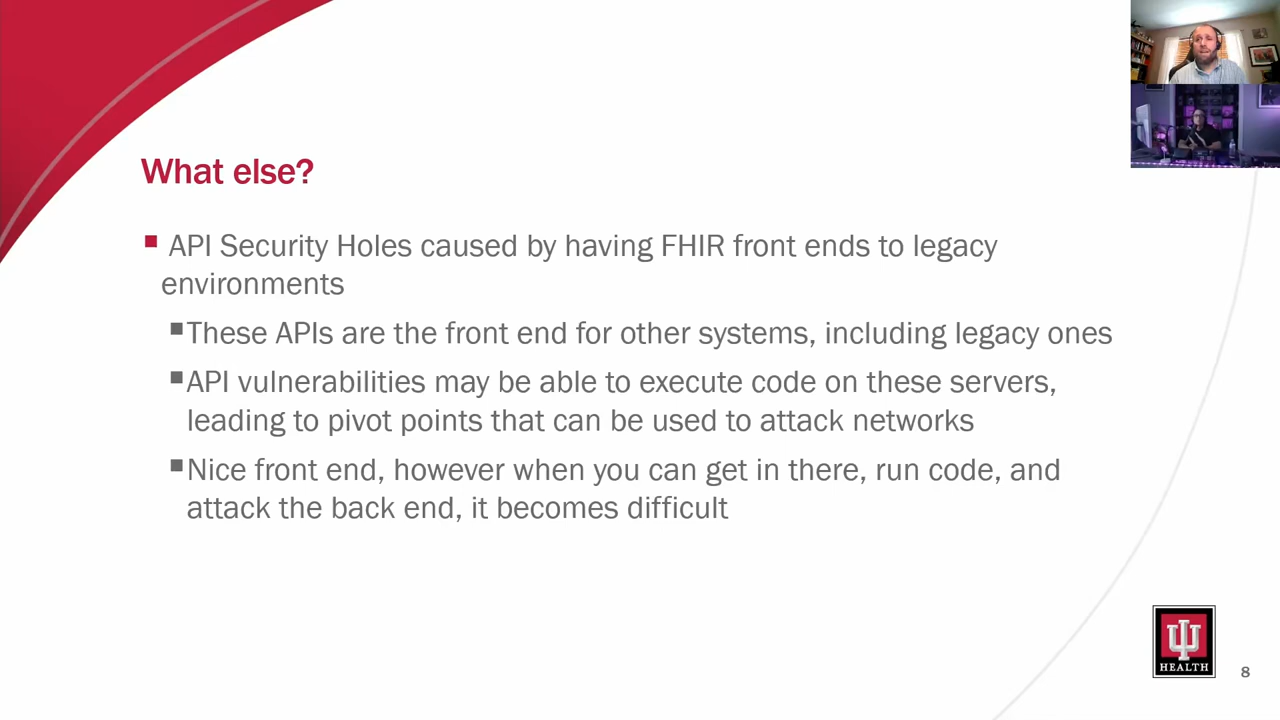 What else?
API Security Holes caused by having FHIR front ends to legacy
environments
These APIs are the front end for other systems, including legacy ones
API vulnerabilities may be able to execute code on these servers,
leading to pivot points that can be used to attack networks
Nice front end, however when you can get in there, run code, and
attack the back end, it becomes difficult
HEALTH
8